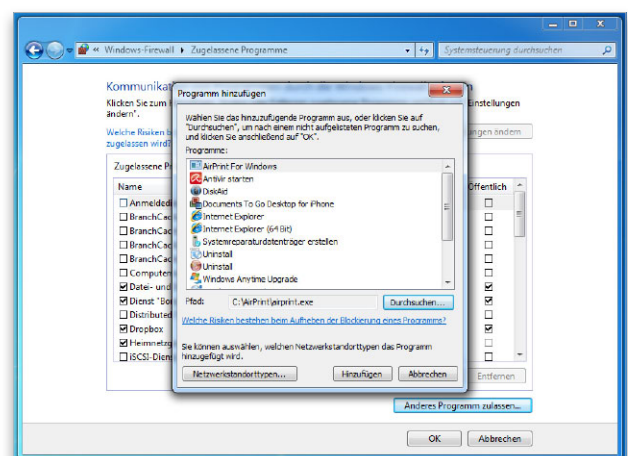 « Windows-Firewall ▸ Zugelassene Programme
Systemsteuerung durchsuchen
Kommunikat
Klicken Sie zum
Einstellungen
ändern".
Welche Risiken
ungen ändern
zugelassen wird?
Zugelassene
Name
Öffentlich
BranchCac
BranchCac
BranchCac
BranchCac
Computer
Datei- und
Dienst "Bo
Distributed
Dropbox
iSCSI-Dien
Entfernen
Anderes Programm zulassen...
OK
Abbrechen
Programm hinzufügen
Wählen Sie das hinzuzufügende Programm aus, oder klicken Sie auf
"Durchsuchen", um nach einem nicht aufgelisteten Programm zu suchen,
und klicken Sie anschließend auf "OK".
Programme:
AirPrint For Windows
AntiVir starten
DiskAid
Documents To Go Desktop for iPhone
Internet Explorer
Internet Explorer (64 Bit)
Systemreparaturdatenträger erstellen
Uninstall
Uninstall
Windows Anytime Upgrade
Pfad:
C:\AirPrint\airprint.exe
Durchsuchen...
Welche Risiken bestehen beim Aufheben der Blockierung eines Programms?
Sie können auswählen, welchen Netzwerkstandorttypen das Programm
hinzugefügt wird.
Netzwerkstandorttypen...
Hinzufügen
Abbrechen